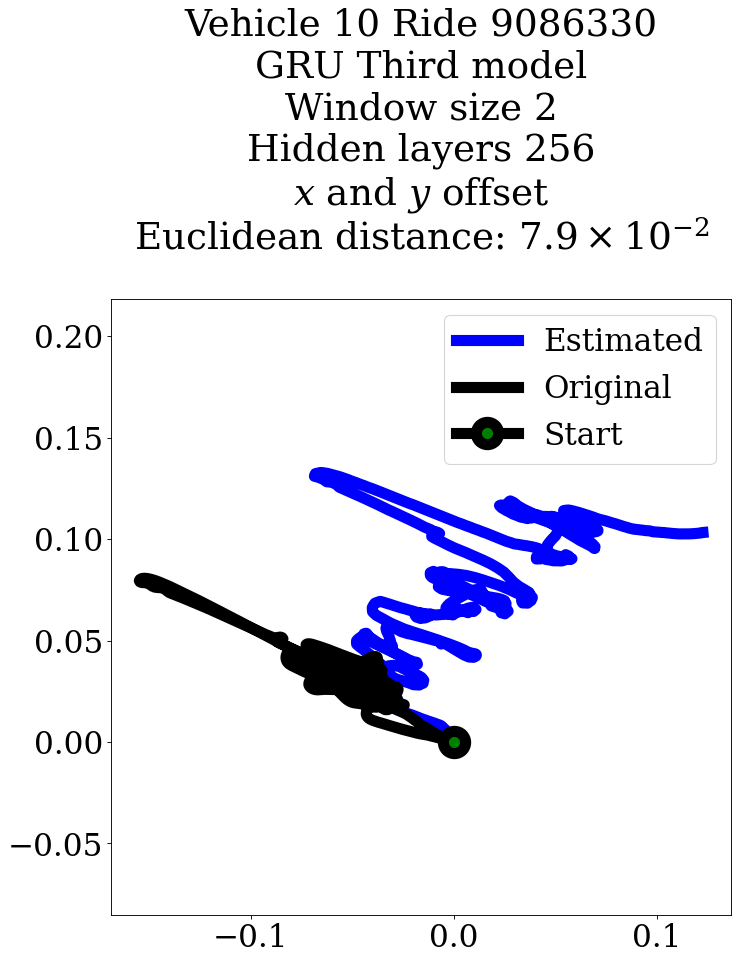 Vehicle 10 Ride 9086330
GRU Third model
Window size 2
Hidden layers 256
x and y offset
Euclidean distance: 7.9 × 10⁻²
Estimated
Original
Start
0.20
0.15
0.10
0.05
0.00
−0.05
−0.1
0.0
0.1